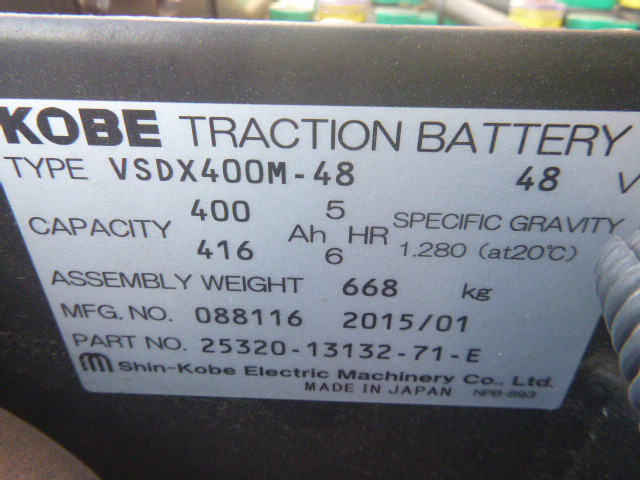 KOBE TRACTION BATTERY
TYPE VSDX400M-48 48 V
CAPACITY 400 416 Ah 5 6 HR SPECIFIC GRAVITY 1.280 (at20℃)
ASSEMBLY WEIGHT 668 kg
MFG. NO. 088116 2015/01
PART NO. 25320-13132-71-E
Shin-Kobe Electric Machinery Co., Ltd.
MADE IN JAPAN NPB-893